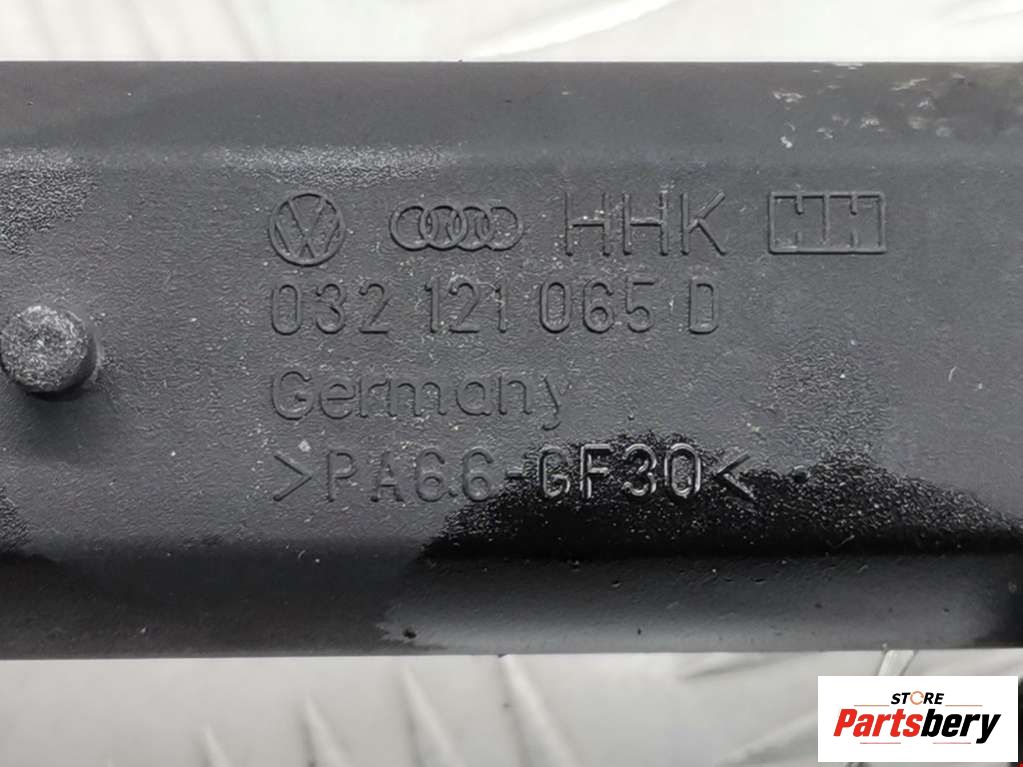 HHK
032 121 065 D
Germany
>PA6.6-GF30<
STORE
Partsbery